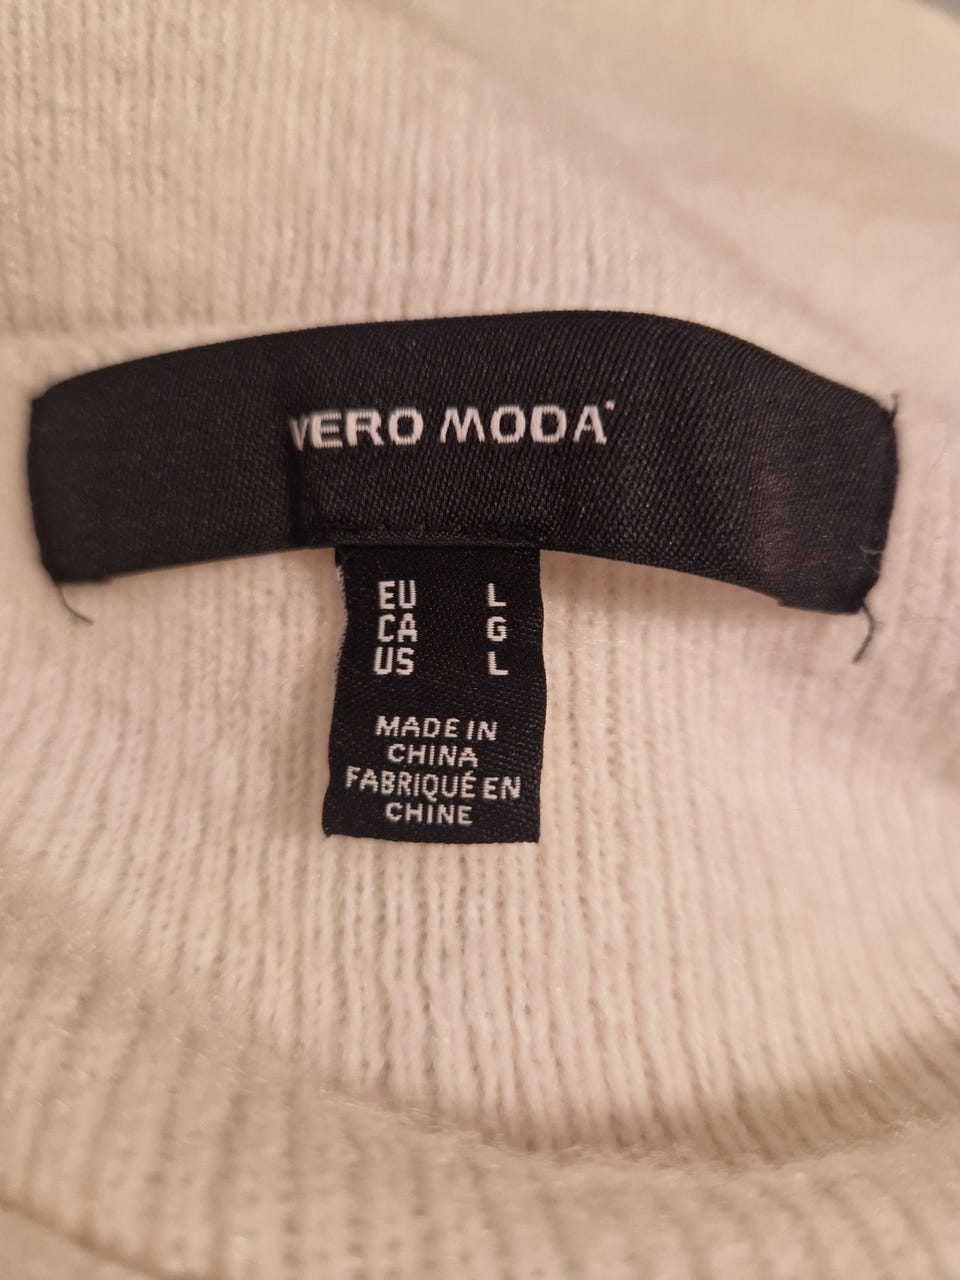 VERO MODA
EU L
CA G
US L
MADE IN
CHINA
FABRIQUÉ EN
CHINE